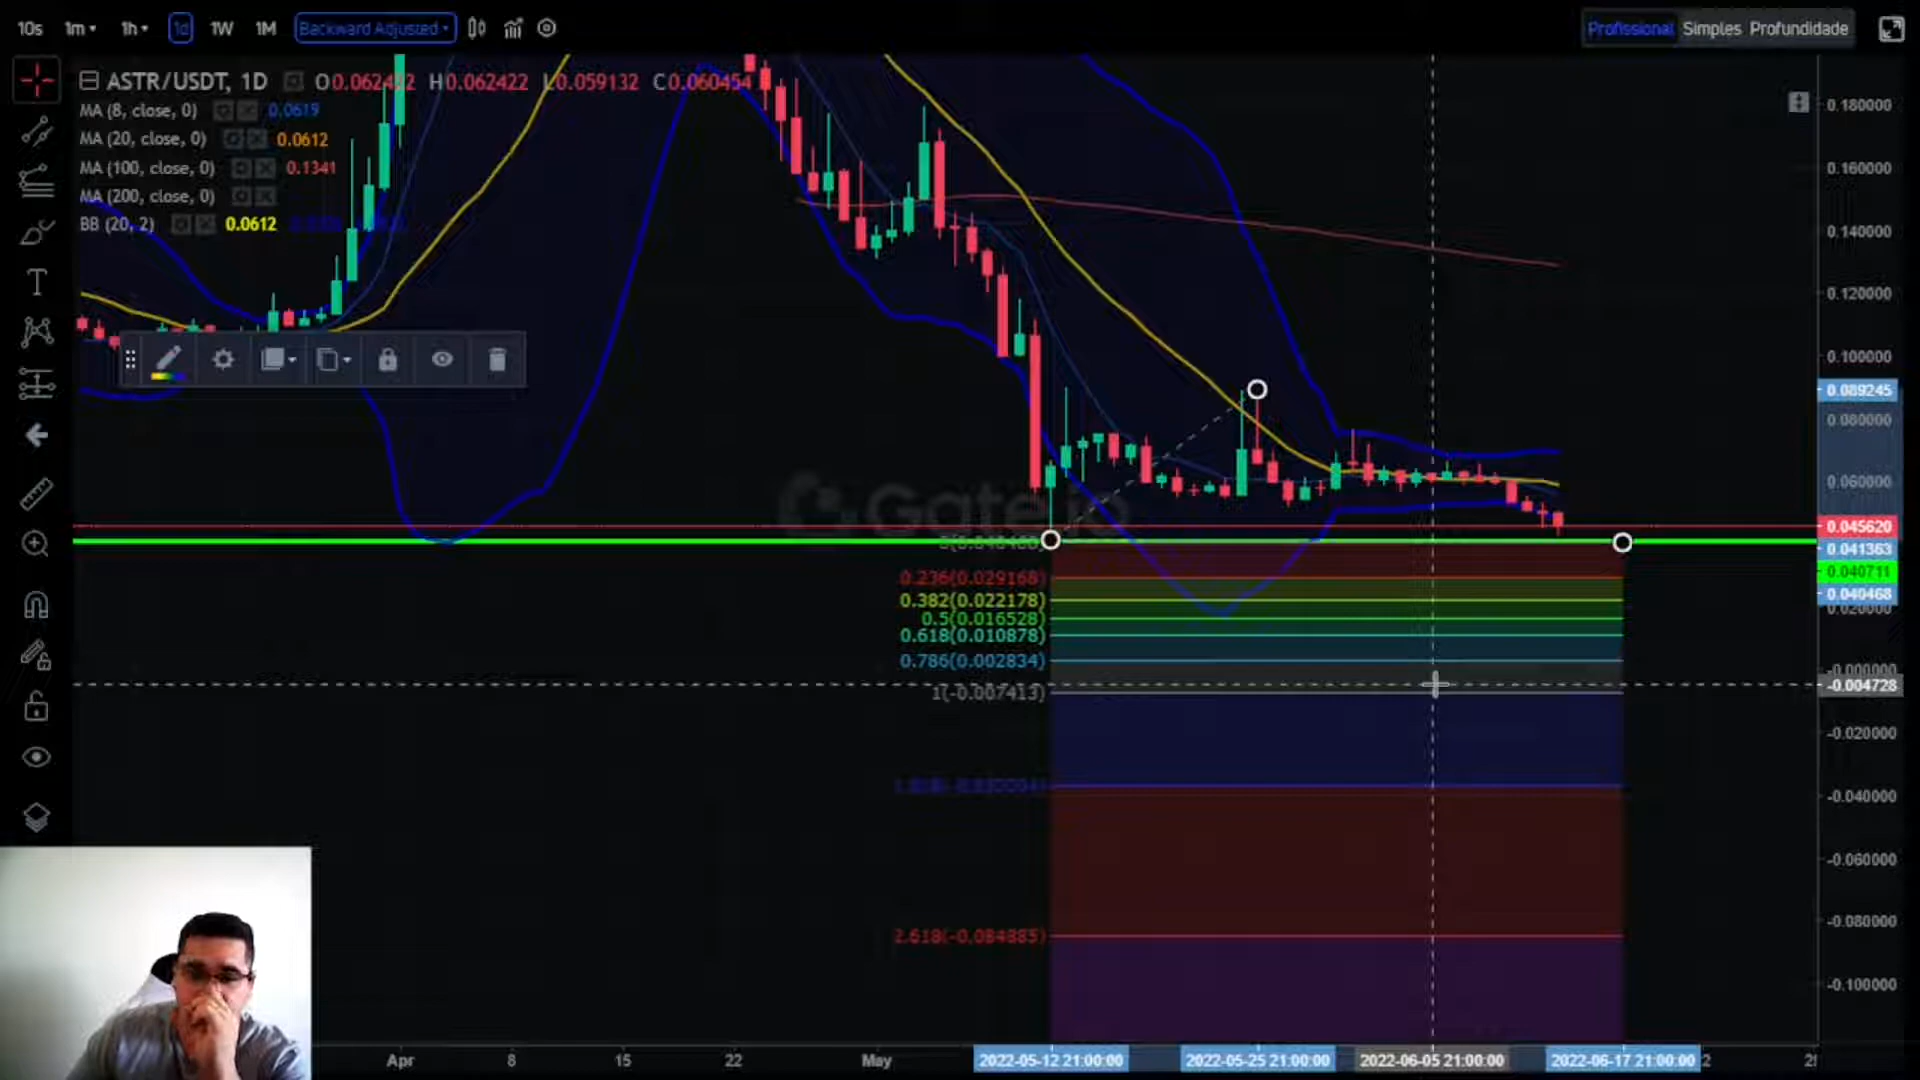 10s 1m 1h 1d 1W 1M Backward Adjusted
Profissional Simples Profundidade
ASTR/USDT, 1D O0.062422 H0.062422 L0.059132 C0.060454
MA (8, close, 0) 0.0619
MA (20, close, 0) 0.0612
MA (100, close, 0) 0.1341
MA (200, close, 0)
BB (20, 2) 0.0612
T
0.180000
0.160000
0.140000
0.120000
0.100000
0.089245
0.080000
0.060000
0.045620
0.041363
0.040711
0.040468
0.020000
-0.000000
-0.004728
-0.020000
-0.040000
-0.060000
-0.080000
-0.100000
Gate.io
0.236(0.029168)
0.382(0.022178)
0.5(0.016528)
0.618(0.010878)
0.786(0.002834)
1(-0.007413)
2.618(-0.084885)
Apr 8 15 22 May 2022-05-12 21:00:00 2022-05-25 21:00:00 2022-06-05 21:00:00 2022-06-17 21:00:00